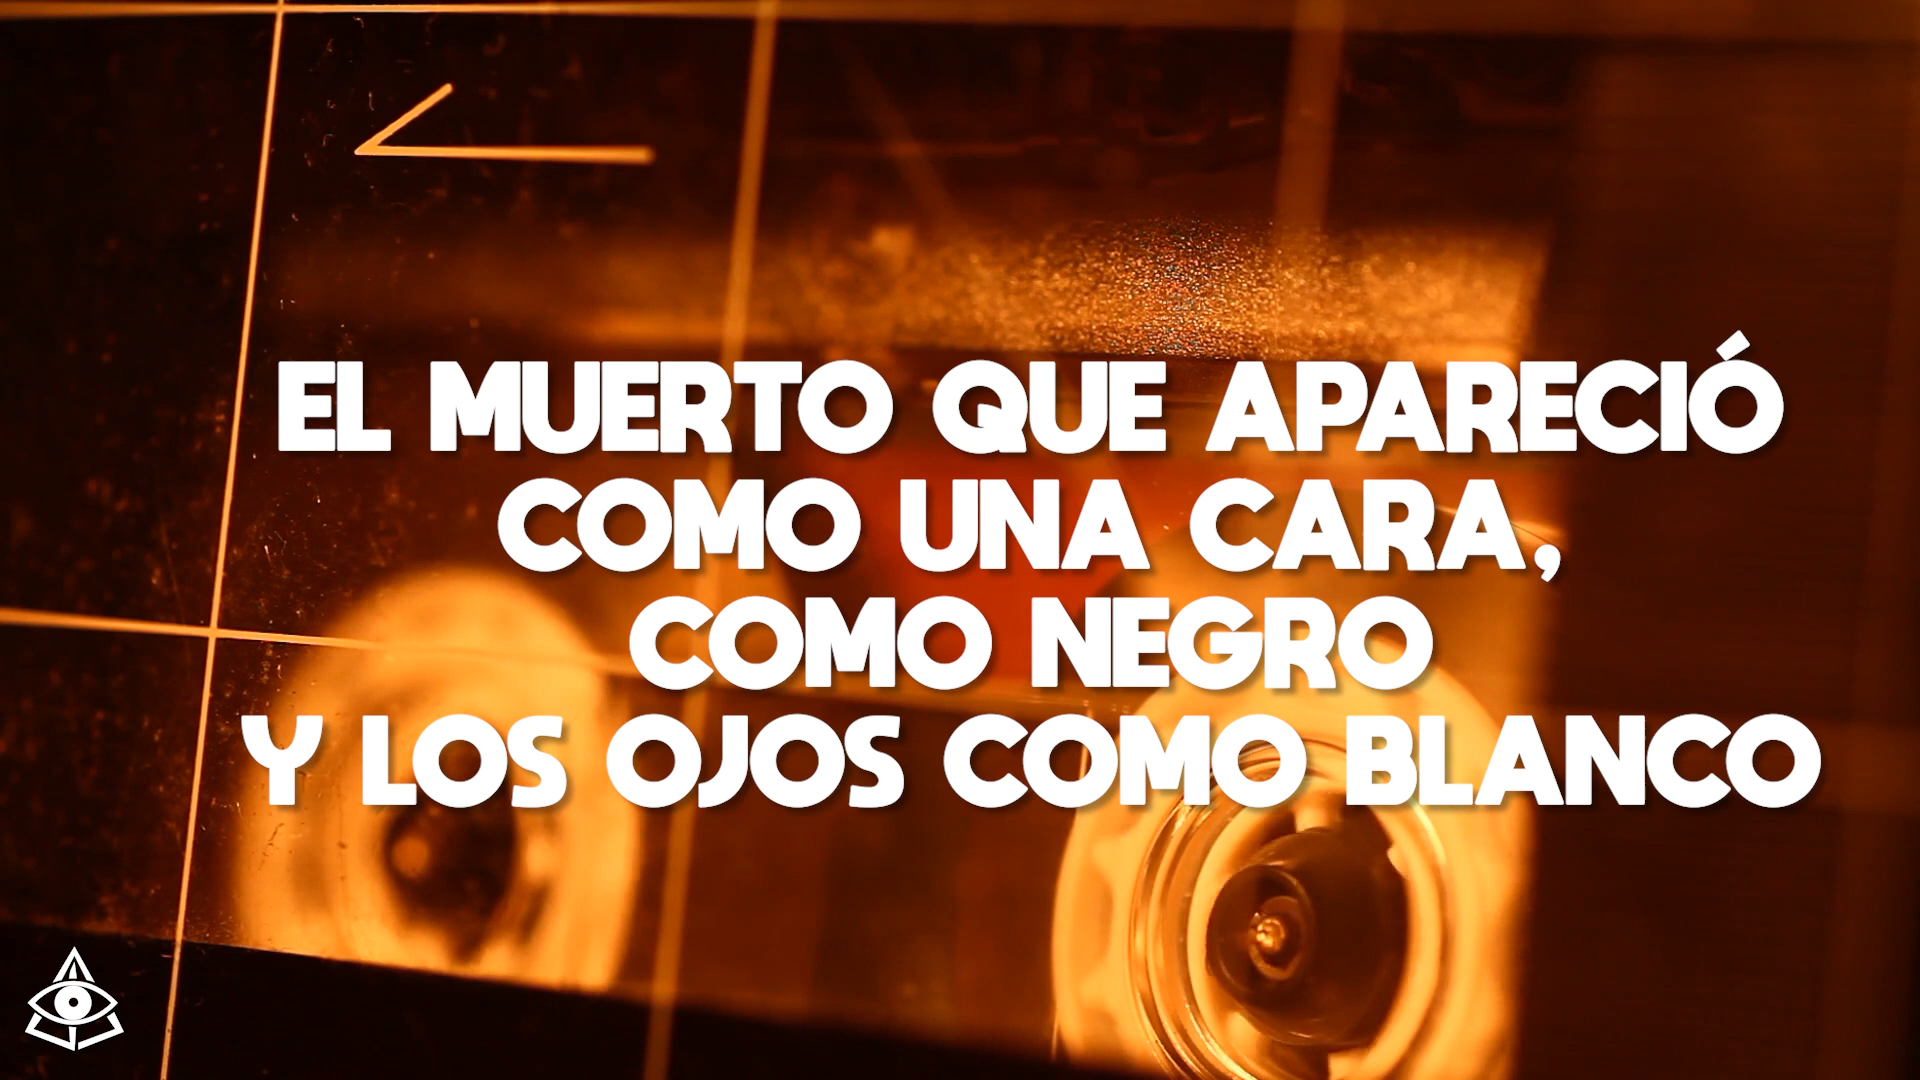 EL MUERTO QUE APARECIÓ
COMO UNA CARA,
COMO NEGRO
Y LOS OJOS COMO BLANCO